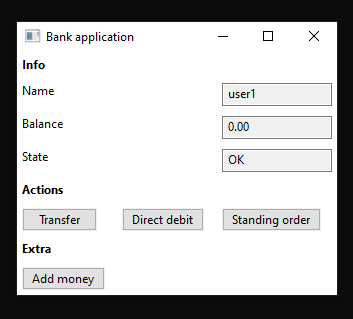 Bank application
Info
Name user1
Balance 0.00
State OK
Actions
Transfer Direct debit Standing order
Extra
Add money